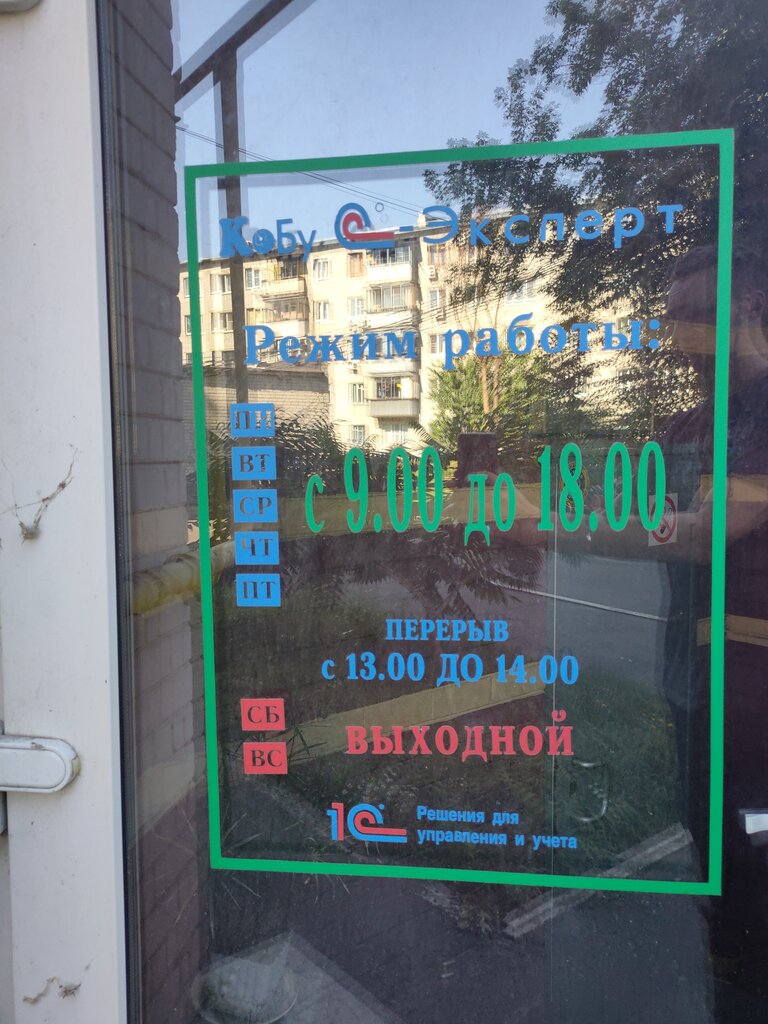 КоБу 1С-Эксперт
Режим работы:
ПН
ВТ
СР
ЧТ
ПТ
с 9.00 до 18.00
ПЕРЕРЫВ
с 13.00 ДО 14.00
СБ
ВС
ВЫХОДНОЙ
1С
Решения для
управления и учета